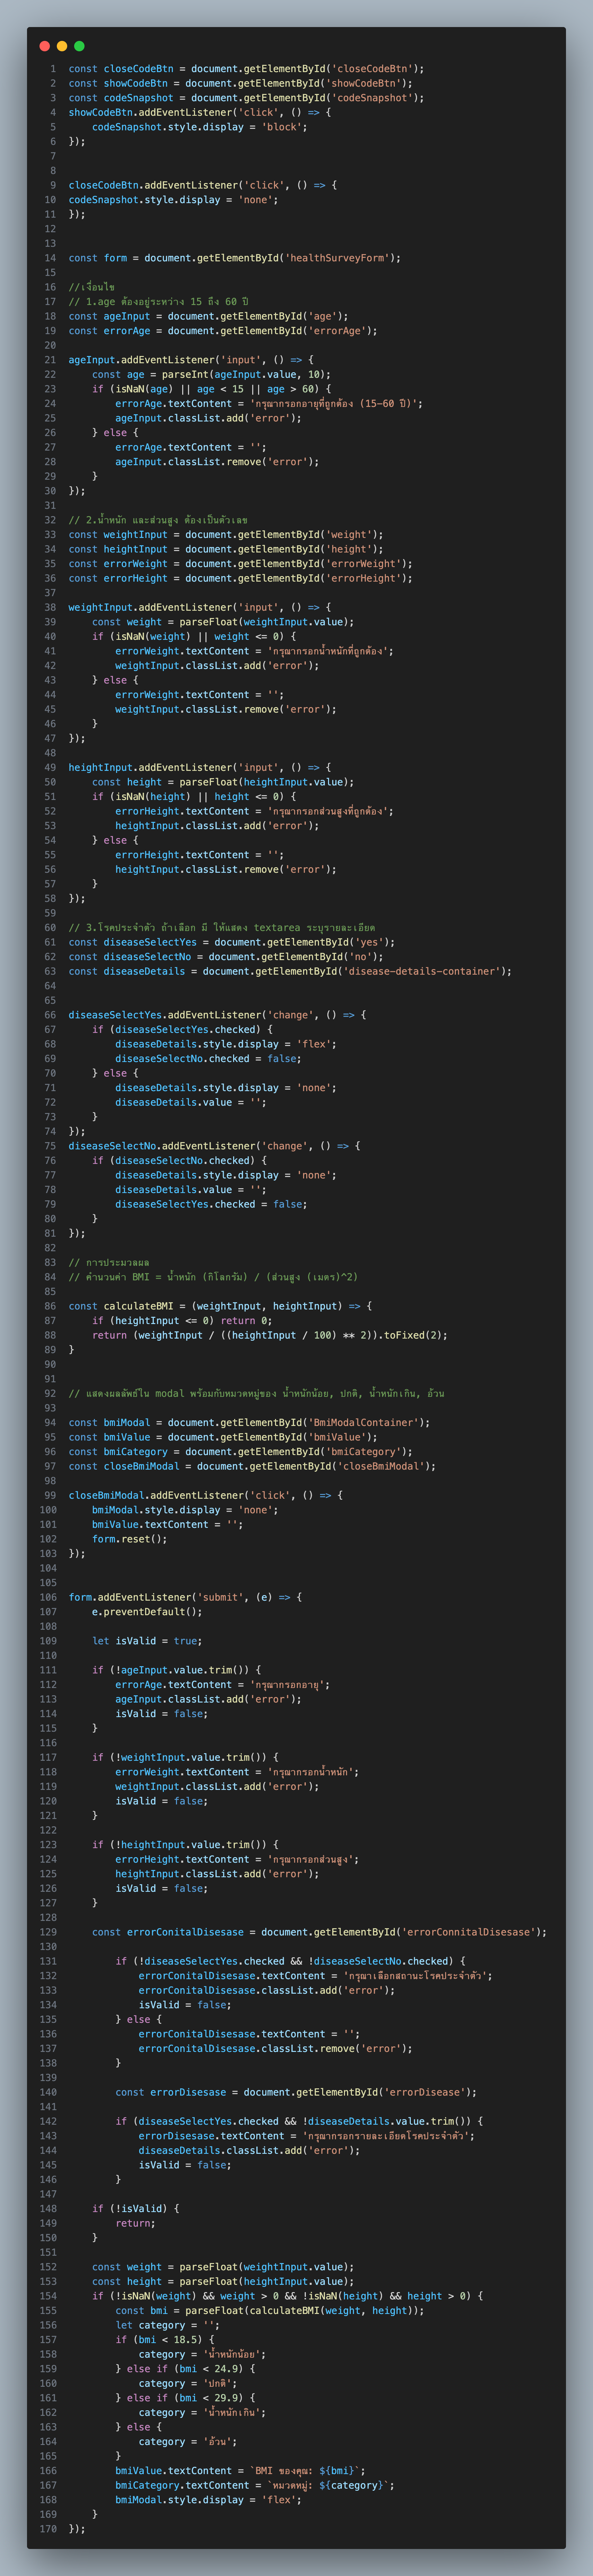 1 const closeCodeBtn = document.getElementById('closeCodeBtn');
2 const showCodeBtn = document.getElementById('showCodeBtn');
3 const codeSnapshot = document.getElementById('codeSnapshot');
4 showCodeBtn.addEventListener('click', () => {
5     codeSnapshot.style.display = 'block';
6 });
7
8
9 closeCodeBtn.addEventListener('click', () => {
10 codeSnapshot.style.display = 'none';
11 });
12
13
14 const form = document.getElementById('healthSurveyForm');
15
16 //เงื่อนไข
17 // 1.age ต้องอยู่ระหว่าง 15 ถึง 60 ปี
18 const ageInput = document.getElementById('age');
19 const errorAge = document.getElementById('errorAge');
20
21 ageInput.addEventListener('input', () => {
22     const age = parseInt(ageInput.value, 10);
23     if (isNaN(age) || age < 15 || age > 60) {
24         errorAge.textContent = 'กรุณากรอกอายุที่ถูกต้อง (15-60 ปี)';
25         ageInput.classList.add('error');
26     } else {
27         errorAge.textContent = '';
28         ageInput.classList.remove('error');
29     }
30 });
31
32 // 2.น้ำหนัก และส่วนสูง ต้องเป็นตัวเลข
33 const weightInput = document.getElementById('weight');
34 const heightInput = document.getElementById('height');
35 const errorWeight = document.getElementById('errorWeight');
36 const errorHeight = document.getElementById('errorHeight');
37
38 weightInput.addEventListener('input', () => {
39     const weight = parseFloat(weightInput.value);
40     if (isNaN(weight) || weight <= 0) {
41         errorWeight.textContent = 'กรุณากรอกน้ำหนักที่ถูกต้อง';
42         weightInput.classList.add('error');
43     } else {
44         errorWeight.textContent = '';
45         weightInput.classList.remove('error');
46     }
47 });
48
49 heightInput.addEventListener('input', () => {
50     const height = parseFloat(heightInput.value);
51     if (isNaN(height) || height <= 0) {
52         errorHeight.textContent = 'กรุณากรอกส่วนสูงที่ถูกต้อง';
53         heightInput.classList.add('error');
54     } else {
55         errorHeight.textContent = '';
56         heightInput.classList.remove('error');
57     }
58 });
59
60 // 3.โรคประจำตัว ถ้าเลือก มี ให้แสดง textarea ระบุรายละเอียด
61 const diseaseSelectYes = document.getElementById('yes');
62 const diseaseSelectNo = document.getElementById('no');
63 const diseaseDetails = document.getElementById('disease-details-container');
64
65
66 diseaseSelectYes.addEventListener('change', () => {
67     if (diseaseSelectYes.checked) {
68         diseaseDetails.style.display = 'flex';
69         diseaseSelectNo.checked = false;
70     } else {
71         diseaseDetails.style.display = 'none';
72         diseaseDetails.value = '';
73     }
74 });
75 diseaseSelectNo.addEventListener('change', () => {
76     if (diseaseSelectNo.checked) {
77         diseaseDetails.style.display = 'none';
78         diseaseDetails.value = '';
79         diseaseSelectYes.checked = false;
80     }
81 });
82
83 // การประมวลผล
84 // คำนวนค่า BMI = น้ำหนัก (กิโลกรัม) / (ส่วนสูง (เมตร)^2)
85
86 const calculateBMI = (weightInput, heightInput) => {
87     if (heightInput <= 0) return 0;
88     return (weightInput / ((heightInput / 100) ** 2)).toFixed(2);
89 }
90
91
92 // แสดงผลลัพธ์ใน modal พร้อมกับหมวดหมู่ของ น้ำหนักน้อย, ปกติ, น้ำหนักเกิน, อ้วน
93
94 const bmiModal = document.getElementById('BmiModalContainer');
95 const bmiValue = document.getElementById('bmiValue');
96 const bmiCategory = document.getElementById('bmiCategory');
97 const closeBmiModal = document.getElementById('closeBmiModal');
98
99 closeBmiModal.addEventListener('click', () => {
100     bmiModal.style.display = 'none';
101     bmiValue.textContent = '';
102     form.reset();
103 });
104
105
106 form.addEventListener('submit', (e) => {
107     e.preventDefault();
108
109     let isValid = true;
110
111     if (!ageInput.value.trim()) {
112         errorAge.textContent = 'กรุณากรอกอายุ';
113         ageInput.classList.add('error');
114         isValid = false;
115     }
116
117     if (!weightInput.value.trim()) {
118         errorWeight.textContent = 'กรุณากรอกน้ำหนัก';
119         weightInput.classList.add('error');
120         isValid = false;
121     }
122
123     if (!heightInput.value.trim()) {
124         errorHeight.textContent = 'กรุณากรอกส่วนสูง';
125         heightInput.classList.add('error');
126         isValid = false;
127     }
128
129     const errorConitalDisesase = document.getElementById('errorConnitalDisesase');
130
131         if (!diseaseSelectYes.checked && !diseaseSelectNo.checked) {
132             errorConitalDisesase.textContent = 'กรุณาเลือกสถานะโรคประจำตัว';
133             errorConitalDisesase.classList.add('error');
134             isValid = false;
135         } else {
136             errorConitalDisesase.textContent = '';
137             errorConitalDisesase.classList.remove('error');
138         }
139
140         const errorDisesase = document.getElementById('errorDisease');
141
142         if (diseaseSelectYes.checked && !diseaseDetails.value.trim()) {
143             errorDisesase.textContent = 'กรุณากรอกรายละเอียดโรคประจำตัว';
144             diseaseDetails.classList.add('error');
145             isValid = false;
146         }
147
148     if (!isValid) {
149         return;
150     }
151
152     const weight = parseFloat(weightInput.value);
153     const height = parseFloat(heightInput.value);
154     if (!isNaN(weight) && weight > 0 && !isNaN(height) && height > 0) {
155         const bmi = parseFloat(calculateBMI(weight, height));
156         let category = '';
157         if (bmi < 18.5) {
158             category = 'น้ำหนักน้อย';
159         } else if (bmi < 24.9) {
160             category = 'ปกติ';
161         } else if (bmi < 29.9) {
162             category = 'น้ำหนักเกิน';
163         } else {
164             category = 'อ้วน';
165         }
166         bmiValue.textContent = `BMI ของคุณ: ${bmi}`;
167         bmiCategory.textContent = `หมวดหมู่: ${category}`;
168         bmiModal.style.display = 'flex';
169     }
170 });